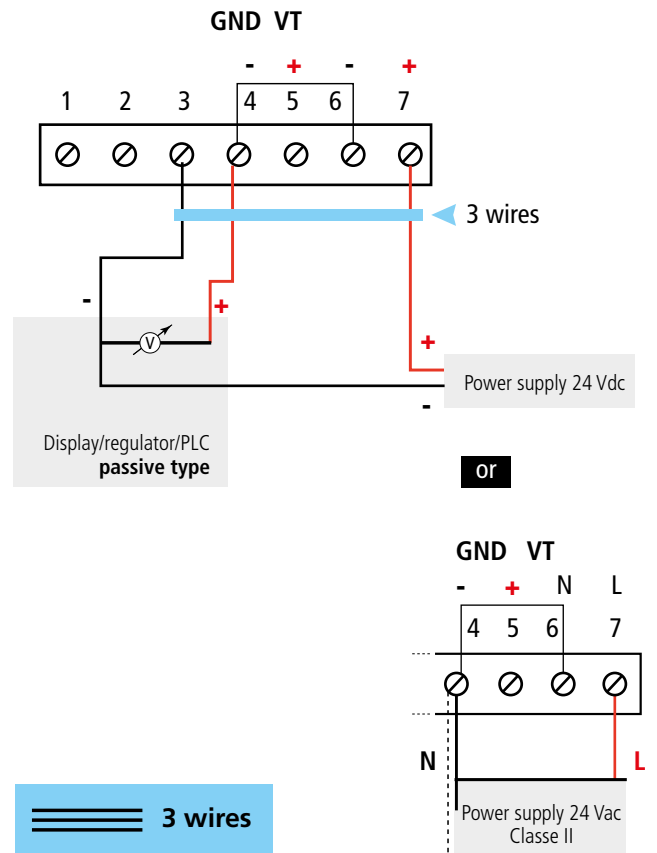 GND VT
- + - +
1 2 3 4 5 6 7
3 wires
-
+
V
+
Power supply 24 Vdc
-
Display/regulator/PLC
passive type
or
GND VT
- + N L
4 5 6 7
N
L
Power supply 24 Vac
Classe II
3 wires